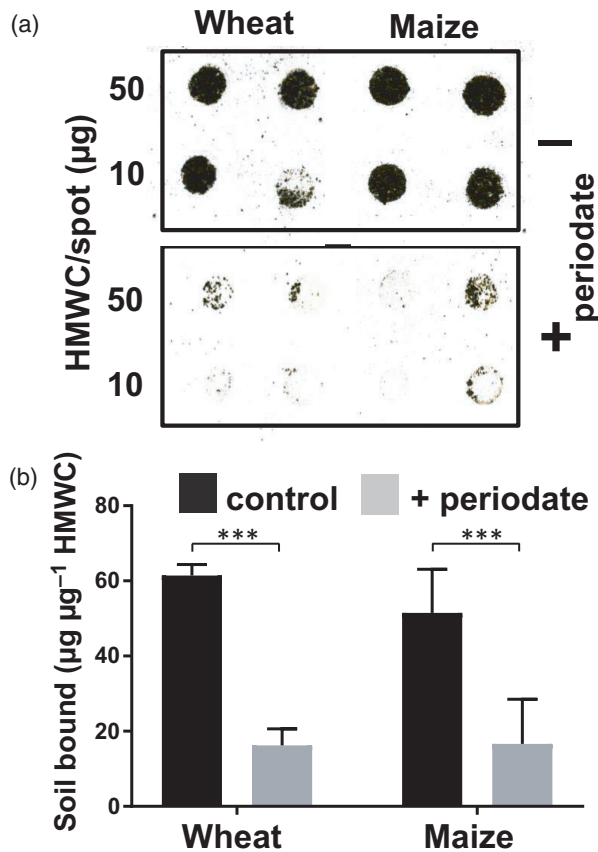 (a)
Wheat Maize
HMWC/spot (µg)
50
10
−
50
10
+
periodate
(b)
control + periodate
Soil bound (µg µg⁻¹ HMWC)
80
60
40
20
0
*** ***
Wheat Maize